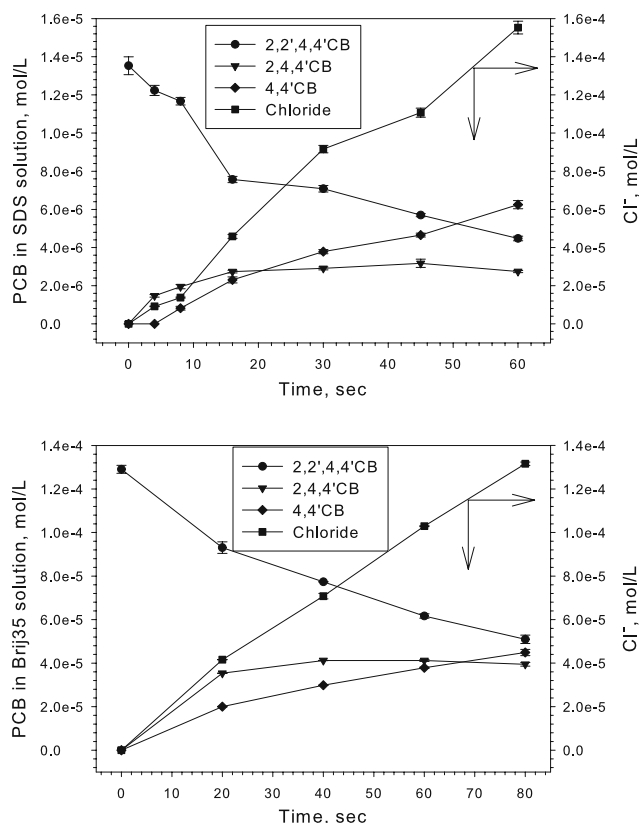 1.6e-5
1.4e-5
1.2e-5
1.0e-5
8.0e-6
6.0e-6
4.0e-6
2.0e-6
0.0
PCB in SDS solution, mol/L
2,2',4,4'CB
2,4,4'CB
4,4'CB
Chloride
1.6e-4
1.4e-4
1.2e-4
1.0e-4
8.0e-5
6.0e-5
4.0e-5
2.0e-5
0.0
Cl-, mol/L
0 10 20 30 40 50 60
Time, sec
1.4e-4
1.2e-4
1.0e-4
8.0e-5
6.0e-5
4.0e-5
2.0e-5
0.0
PCB in Brij35 solution, mol/L
2,2',4,4'CB
2,4,4'CB
4,4'CB
Chloride
1.4e-4
1.2e-4
1.0e-4
8.0e-5
6.0e-5
4.0e-5
2.0e-5
0.0
Cl-, mol/L
0 20 40 60 80
Time, sec